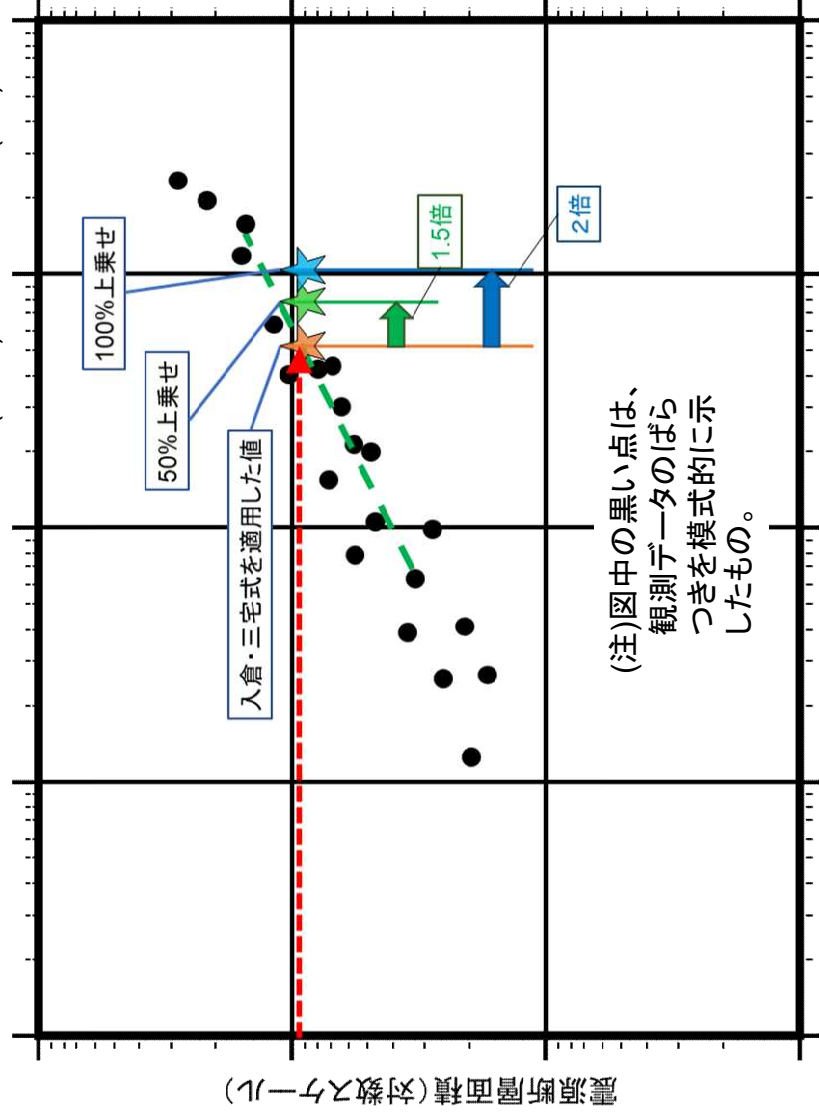 100%上乗せ
50%上乗せ
入倉・三宅式を適用した値
1.5倍
2倍
(注)図中の黒い点は、
観測データのばら
つきを模式的に示
したもの。
震源断層面積(対数スケール)